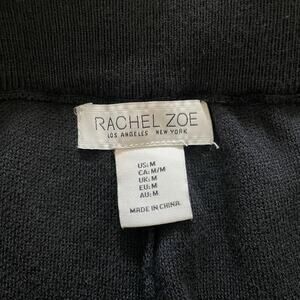 RACHEL ZOE
LOS ANGELES NEW YORK
US: M
CA: M/M
UK: M
EU: M
AU: M
MADE IN CHINA